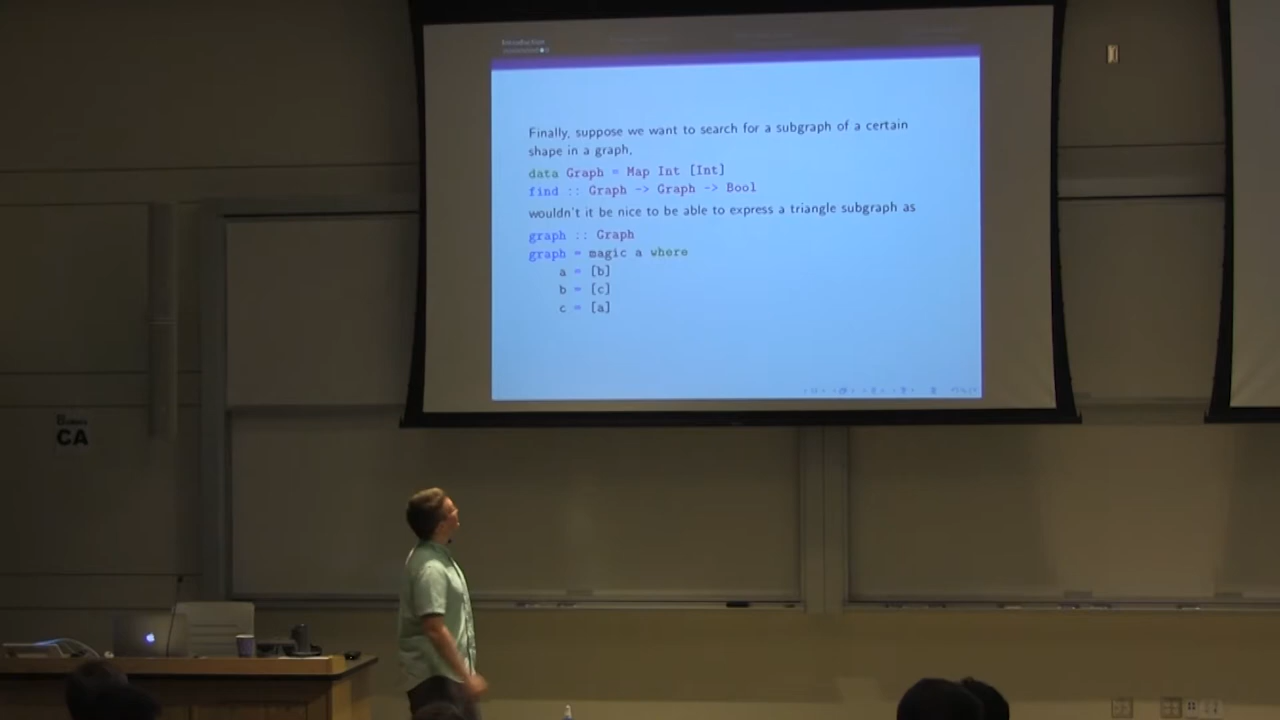 Introduction
Finally, suppose we want to search for a subgraph of a certain
shape in a graph,
data Graph = Map Int [Int]
find :: Graph -> Graph -> Bool
wouldn't it be nice to be able to express a triangle subgraph as
graph :: Graph
graph = magic a where
a = [b]
b = [c]
c = [a]
CA